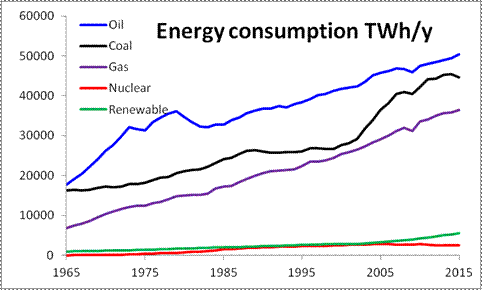 Energy consumption TWh/y
Oil
Coal
Gas
Nuclear
Renewable
60000
50000
40000
30000
20000
10000
0
1965 1975 1985 1995 2005 2015